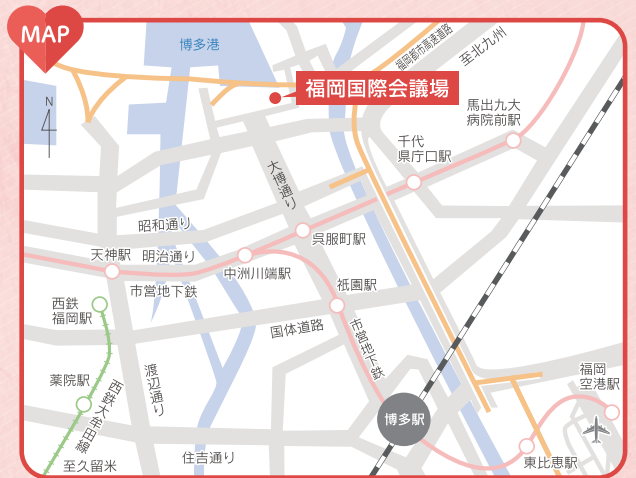 MAP
博多港
福岡都市高速道路
至北九州
福岡国際会議場
馬出九大
病院前駅
N
千代
県庁口駅
大博通り
昭和通り
呉服町駅
天神駅
明治通り
中洲川端駅
市営地下鉄
祇園駅
西鉄
福岡駅
国体道路
市営地下鉄
渡辺通り
福岡
空港駅
薬院駅
西鉄大牟田線
博多駅
住吉通り
東比恵駅
至久留米